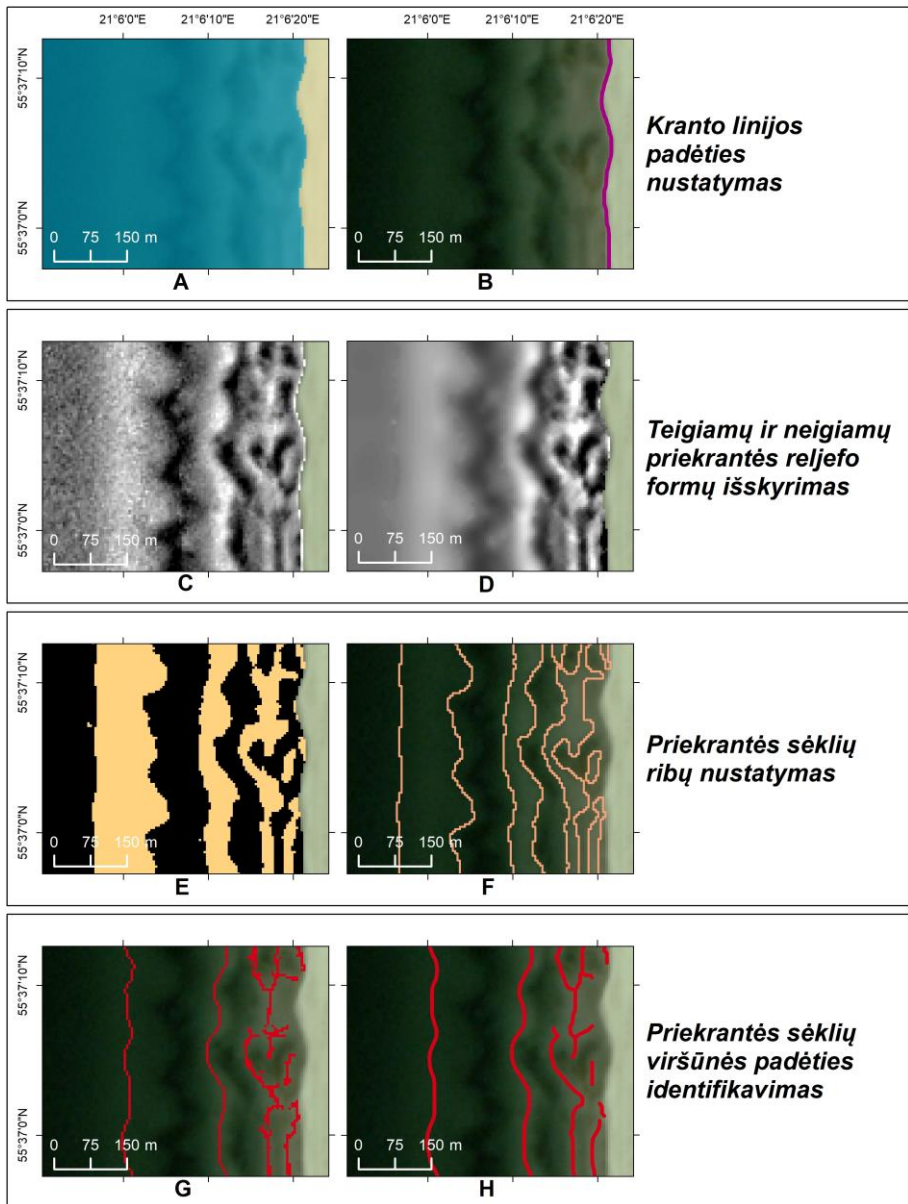 21°6'0"E 21°6'10"E 21°6'20"E 21°6'0"E 21°6'10"E 21°6'20"E
55°37'10"N
55°37'0"N
0 75 150 m
0 75 150 m
A
B
Kranto linijos
padėties
nustatymas
55°37'10"N
55°37'0"N
0 75 150 m
0 75 150 m
C
D
Teigiamų ir neigiamų
priekrantės reljefo
formų išskyrimas
55°37'10"N
55°37'0"N
0 75 150 m
0 75 150 m
E
F
Priekrantės sėklių
ribų nustatymas
55°37'10"N
55°37'0"N
0 75 150 m
0 75 150 m
G
H
Priekrantės sėklių
viršūnės padėties
identifikavimas